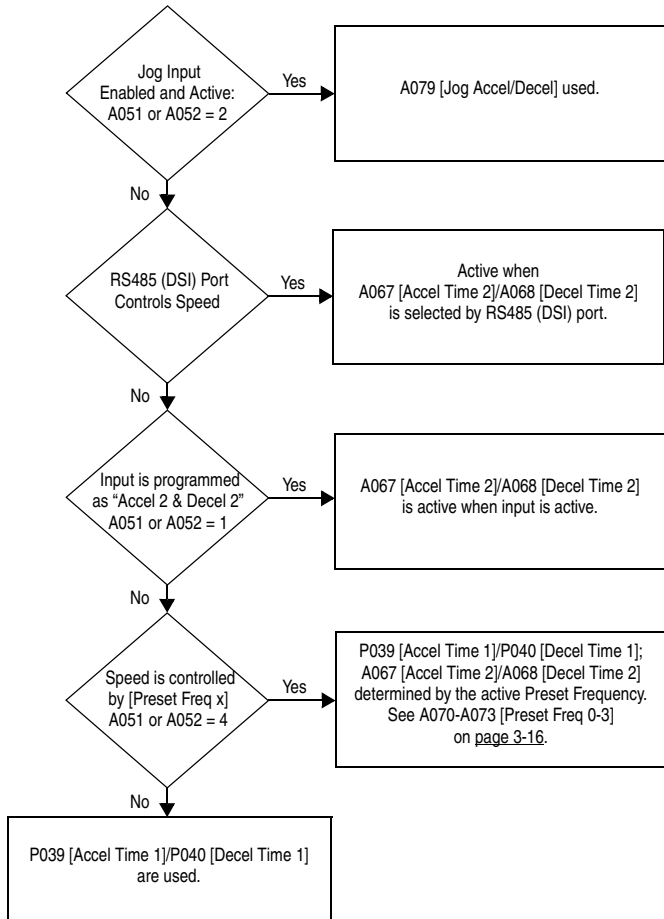 Jog Input
Enabled and Active:
A051 or A052 = 2
Yes
A079 [Jog Accel/Decel] used.
No
RS485 (DSI) Port
Controls Speed
Yes
Active when
A067 [Accel Time 2]/A068 [Decel Time 2]
is selected by RS485 (DSI) port.
No
Input is programmed
as “Accel 2 & Decel 2”
A051 or A052 = 1
Yes
A067 [Accel Time 2]/A068 [Decel Time 2]
is active when input is active.
No
Speed is controlled
by [Preset Freq x]
A051 or A052 = 4
Yes
P039 [Accel Time 1]/P040 [Decel Time 1];
A067 [Accel Time 2]/A068 [Decel Time 2]
determined by the active Preset Frequency.
See A070-A073 [Preset Freq 0-3]
on page 3-16.
No
P039 [Accel Time 1]/P040 [Decel Time 1]
are used.